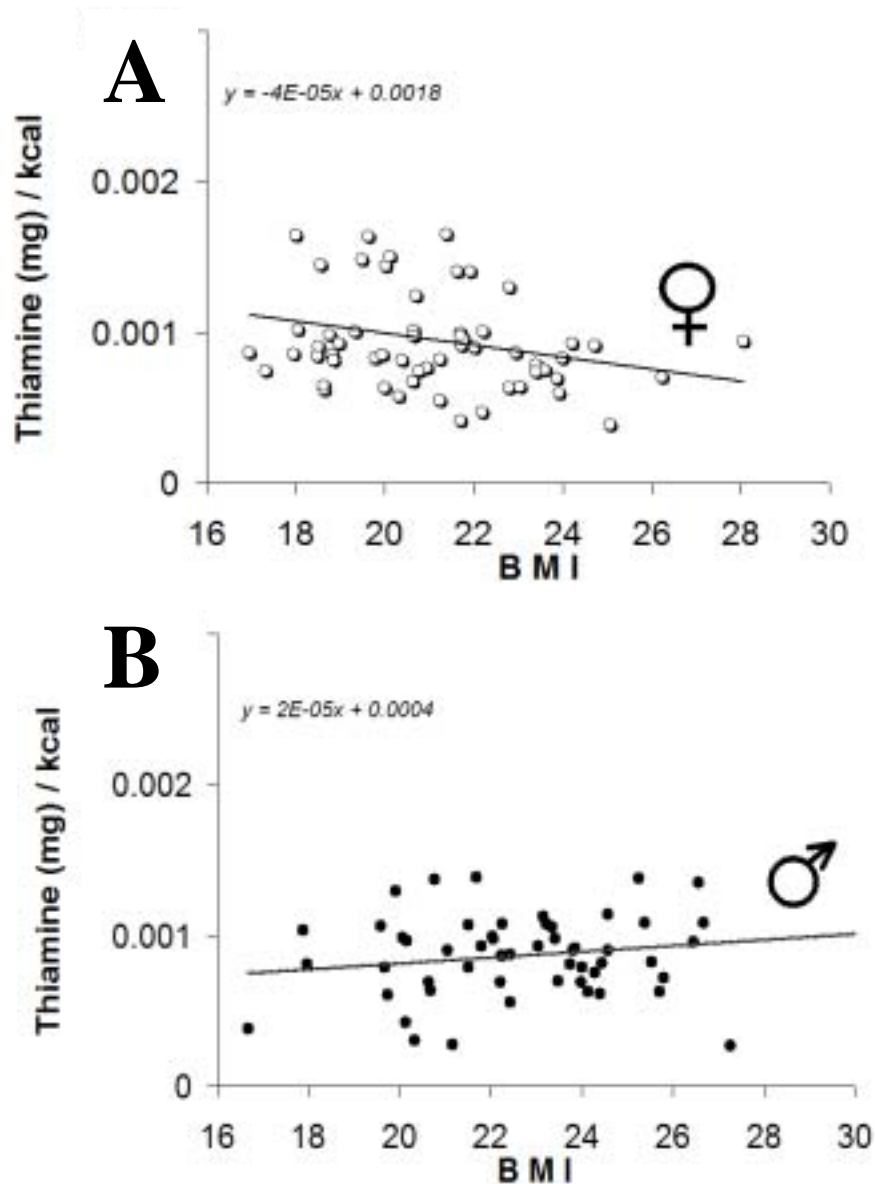 A
y = -4E-05x + 0.0018
Thiamine (mg) / kcal
0.002
0.001
0
16 18 20 22 24 26 28 30
B M I
B
y = 2E-05x + 0.0004
Thiamine (mg) / kcal
0.002
0.001
0
16 18 20 22 24 26 28 30
B M I